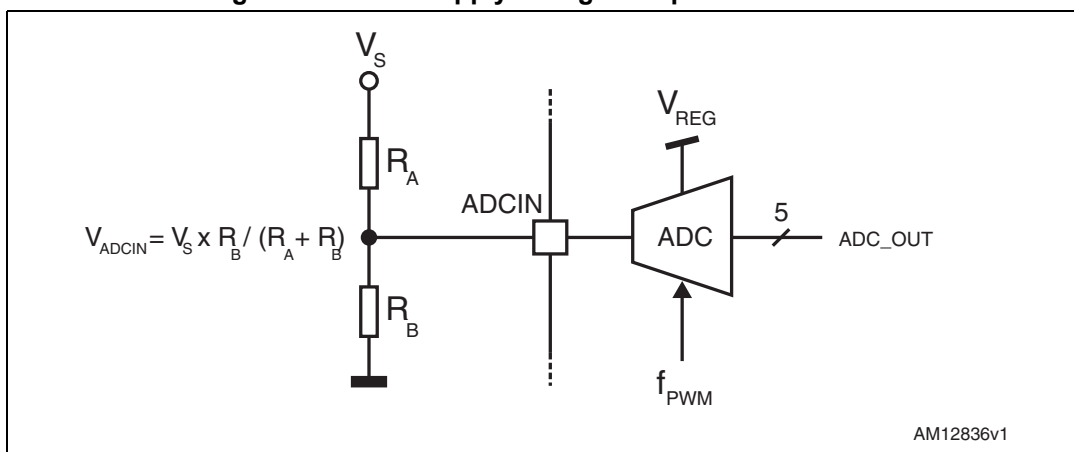 V_S
V_REG
R_A
ADCIN
5
V_ADCIN = V_S x R_B / (R_A + R_B)
ADC
ADC_OUT
R_B
f_PWM
AM12836v1